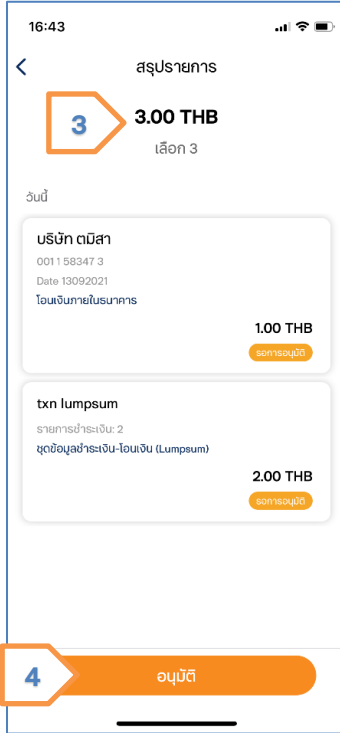 16:43
สรุปรายการ
3
3.00 THB
เลือก 3
วันนี้
บริษัท ตมิสา
001 1 58347 3
Date 13092021
โอนเงินภายในธนาคาร
1.00 THB
รอการอนุมัติ
txn lumpsum
รายการชำระเงิน: 2
ชุดข้อมูลชำระเงิน-โอนเงิน (Lumpsum)
2.00 THB
รอการอนุมัติ
4
อนุมัติ